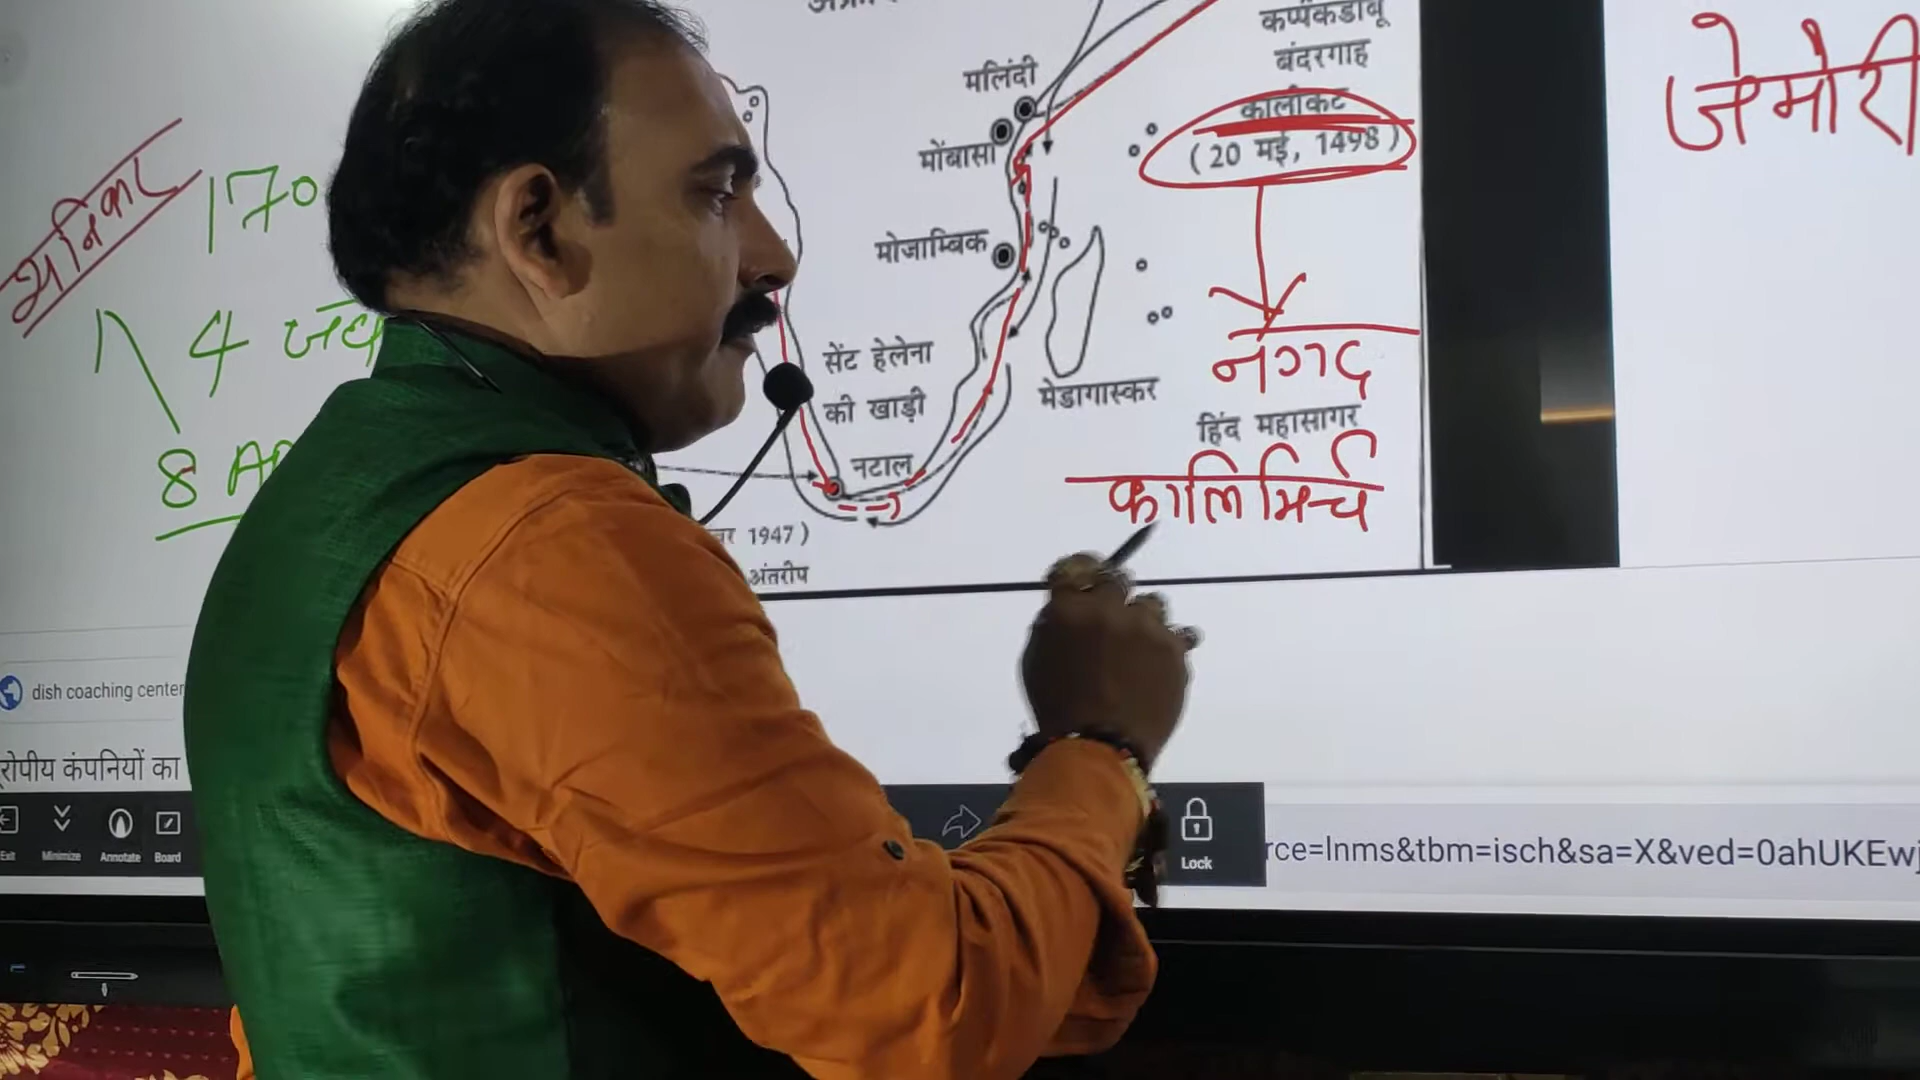 कप्पकडाबू
बंदरगाह
कालीकट
(20 मई, 1498)
मलिंदी
मोंबासा
मोजाम्बिक
सेंट हेलेना
की खाड़ी
नटाल
मेडागास्कर
हिंद महासागर
नगद
कालि मिर्च
जेमोरी
170
4
8
1947)
अंतरीप
dish coaching center
रोपीय कंपनियों का
Exit
Minimize
Annotate
Board
Lock
rce=lnms&tbm=isch&sa=X&ved=0ahUKEwj